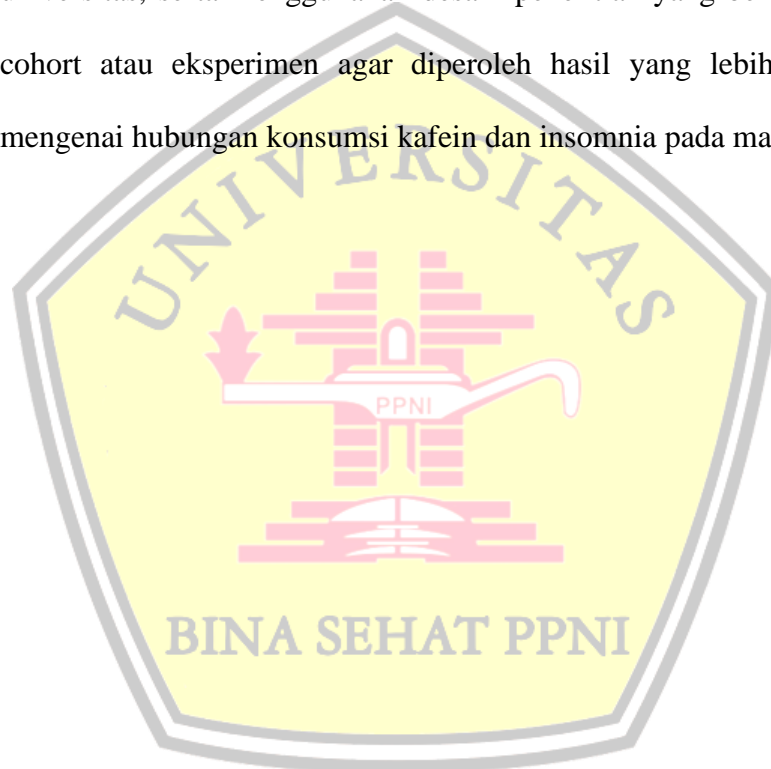 cohort atau eksperimen agar diperoleh hasil yang lebih
mengenai hubungan konsumsi kafein dan insomnia pada
UNIVERSITAS
PPNI
BINA SEHAT PPNI